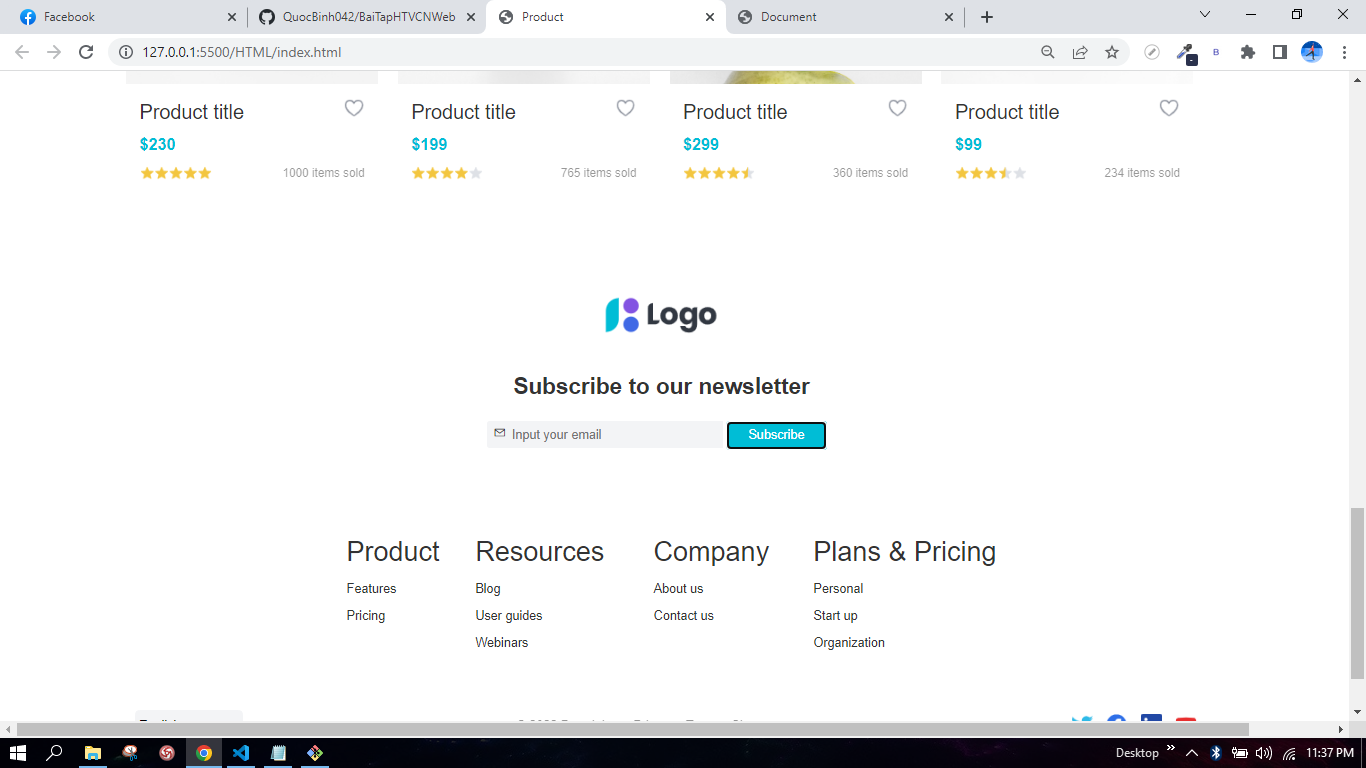 Facebook
QuocBinh042/BaiTapHTVCNWeb
Product
Document
127.0.0.1:5500/HTML/index.html
B
Product title
Product title
Product title
Product title
$230
$199
$299
$99
1000 items sold
765 items sold
360 items sold
234 items sold
Logo
Subscribe to our newsletter
Input your email
Subscribe
Product
Resources
Company
Plans & Pricing
Features
Blog
About us
Personal
Pricing
User guides
Contact us
Start up
Webinars
Organization
Desktop
11:37 PM